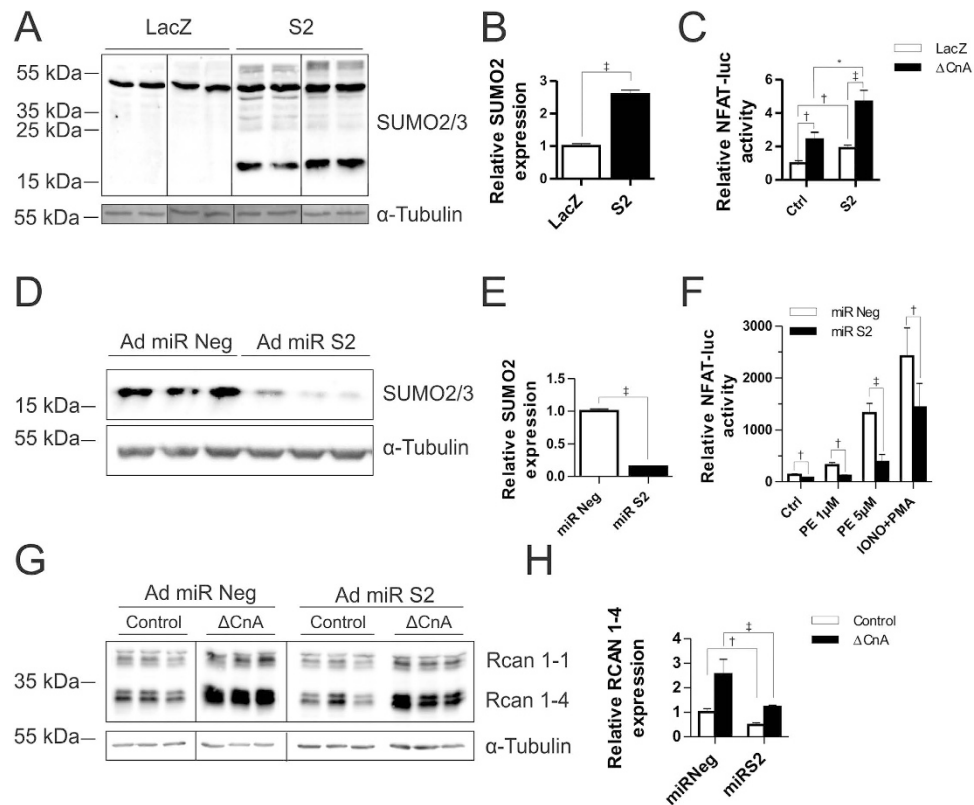 A
LacZ S2
55 kDa
35 kDa
25 kDa
15 kDa
55 kDa
SUMO2/3
α-Tubulin
B
Relative SUMO2
expression
3
2
1
0
‡
LacZ
S2
C
Relative NFAT-luc
activity
6
4
2
0
†
†
‡
*
Ctrl
S2
LacZ
ΔCnA
D
Ad miR Neg Ad miR S2
15 kDa
55 kDa
SUMO2/3
α-Tubulin
E
Relative SUMO2
expression
1.5
1.0
0.5
0.0
‡
miR Neg
miR S2
F
miR Neg
miR S2
Relative NFAT-luc
activity
3000
2000
1000
0
†
†
‡
†
Ctrl
PE 1µM
PE 5µM
IONO+PMA
G
Ad miR Neg Ad miR S2
Control ΔCnA Control ΔCnA
35 kDa
55 kDa
Rcan 1-1
Rcan 1-4
α-Tubulin
H
Relative RCAN 1-4
expression
4
3
2
1
0
‡
†
miRNeg
miRS2
Control
ΔCnA